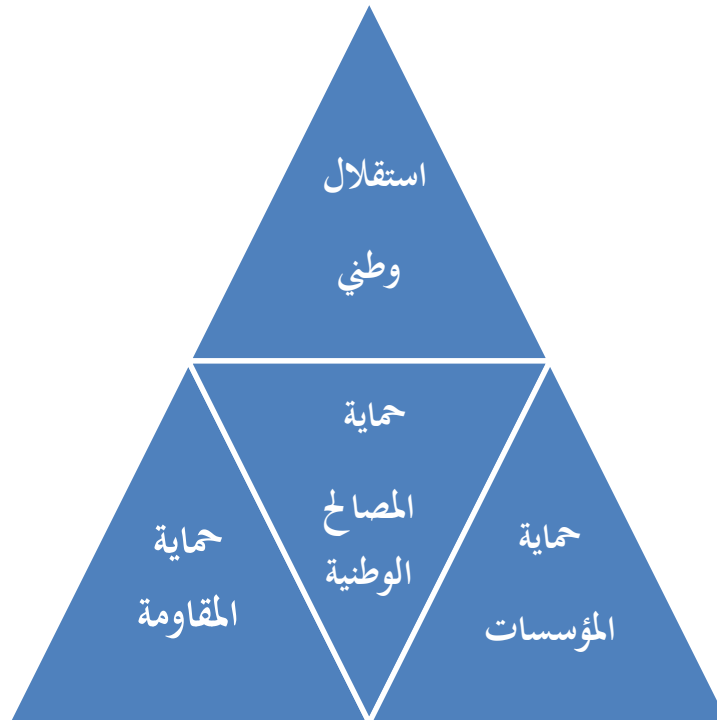 استقلال
وطني
حماية
المصالح
الوطنية
حماية
المؤسسات
حماية
المقاومة